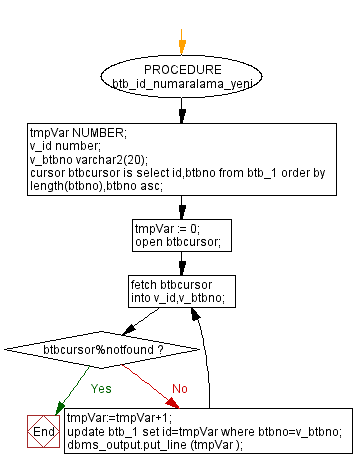 PROCEDURE
btb_id_numaralama_yeni
tmpVar NUMBER;
v_id number;
v_btbno varchar2(20);
cursor btbcursor is select id,btbno from btb_1 order by
length(btbno),btbno asc;
tmpVar := 0;
open btbcursor;
fetch btbcursor
into v_id,v_btbno;
btbcursor%notfound ?
Yes
No
End
tmpVar:=tmpVar+1;
update btb_1 set id=tmpVar where btbno=v_btbno;
dbms_output.put_line (tmpVar );